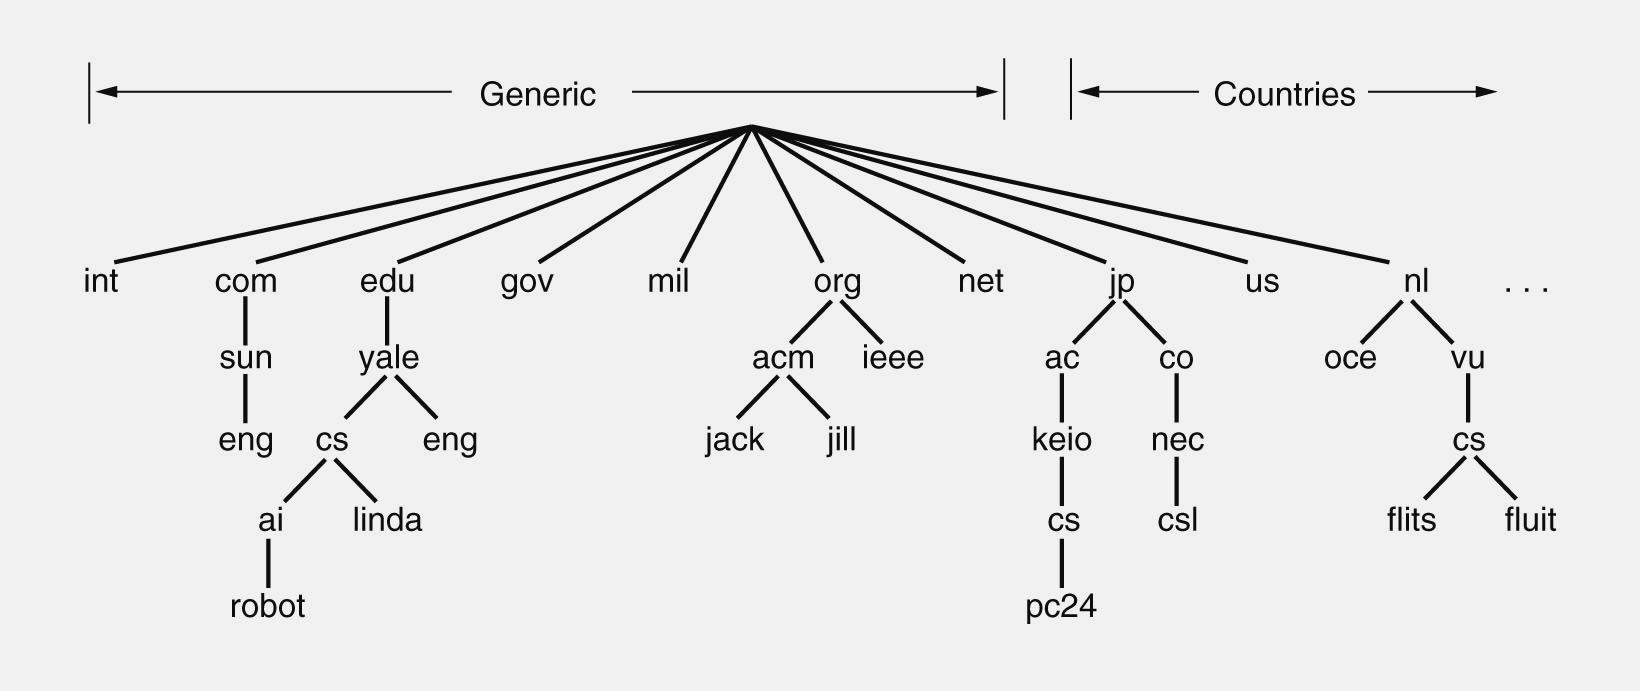 Generic Countries
int com edu gov mil org net jp us nl . . .
sun yale acm ieee ac co oce vu
eng cs eng jack jill keio nec cs
ai linda cs csl flits fluit
robot pc24